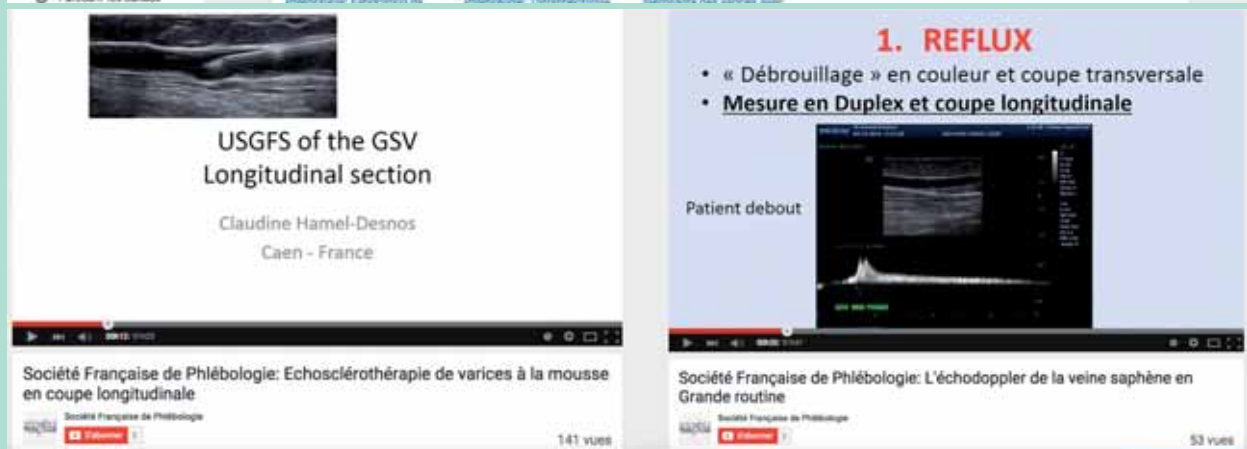 USGFS of the GSV
Longitudinal section
Claudine Hamel-Desnos
Caen - France
Société Française de Phlébologie: Echosclérothérapie de varices à la mousse
en coupe longitudinale
Société Française de Phlébologie
S'abonner
141 vues
1. REFLUX
• « Débrouillage » en couleur et coupe transversale
• Mesure en Duplex et coupe longitudinale
Patient debout
Société Française de Phlébologie: L'échodoppler de la veine saphène en
Grande routine
Société Française de Phlébologie
S'abonner
53 vues